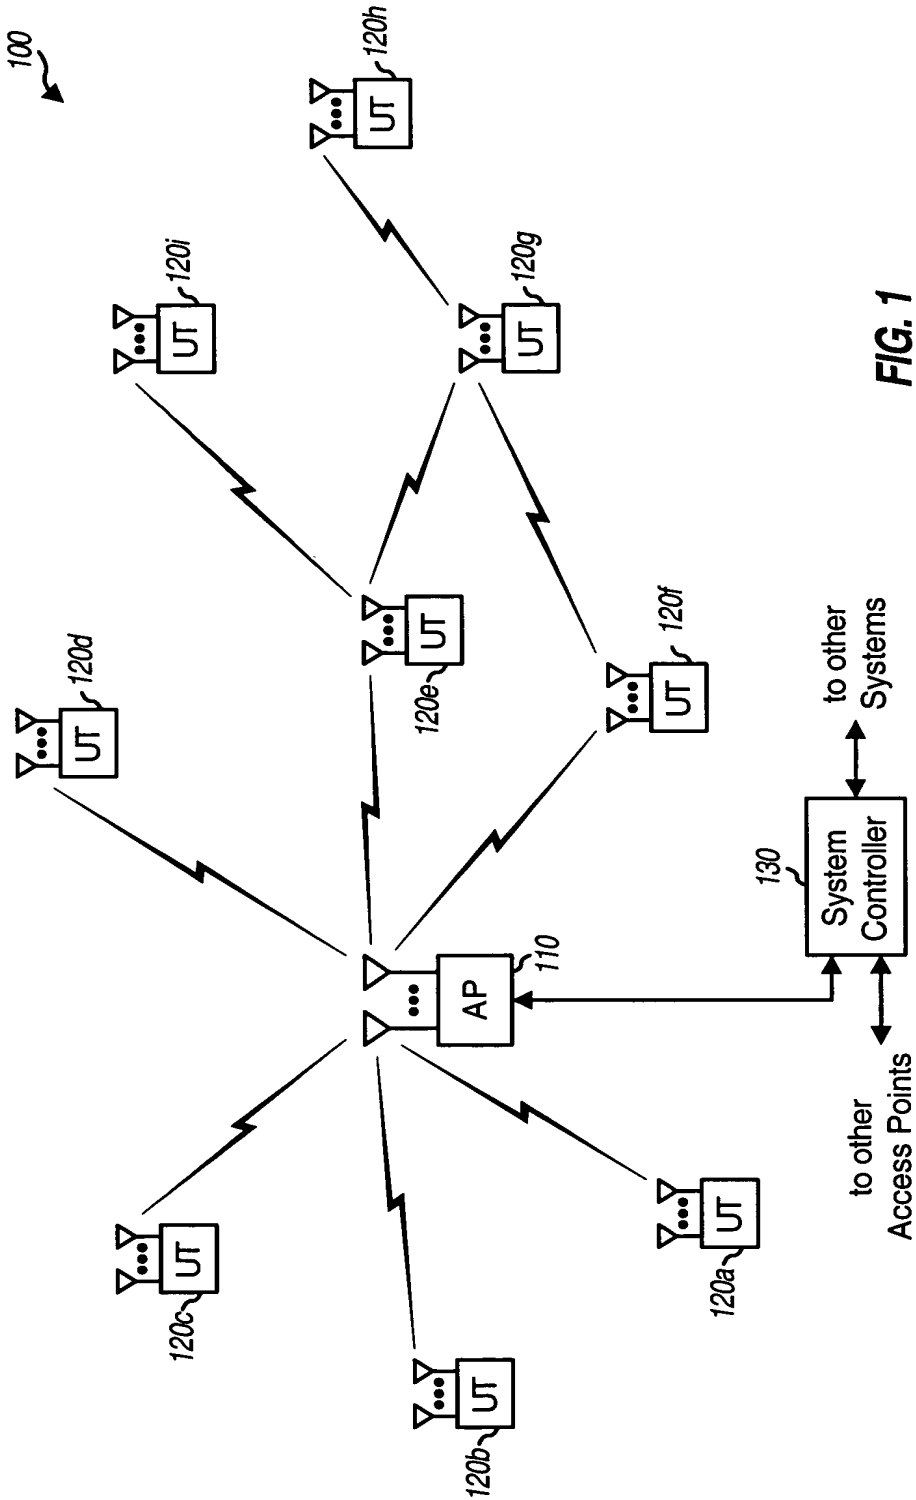 100
UT
120d
120c
UT
UT
120i
UT
120h
120e
UT
120b
UT
AP
110
UT
120g
UT
120f
120a
UT
130
System
Controller
to other
Systems
to other
Access Points
FIG. 1